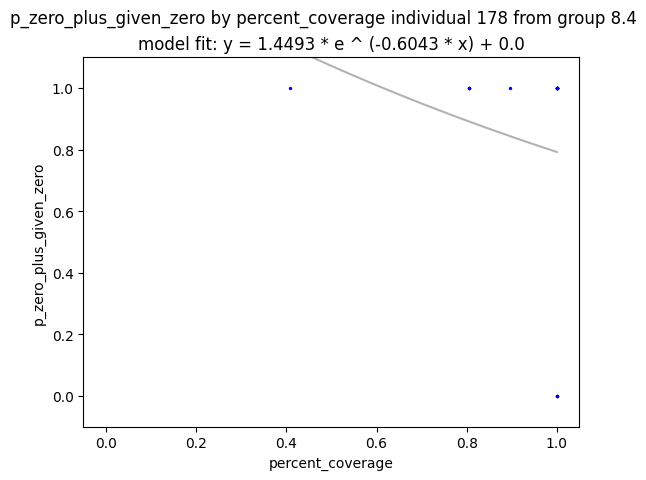 p_zero_plus_given_zero by percent_coverage individual 178 from group 8.4
model fit: y = 1.4493 * e ^ (-0.6043 * x) + 0.0
1.0
0.8
0.6
0.4
0.2
0.0
p_zero_plus_given_zero
0.0 0.2 0.4 0.6 0.8 1.0
percent_coverage